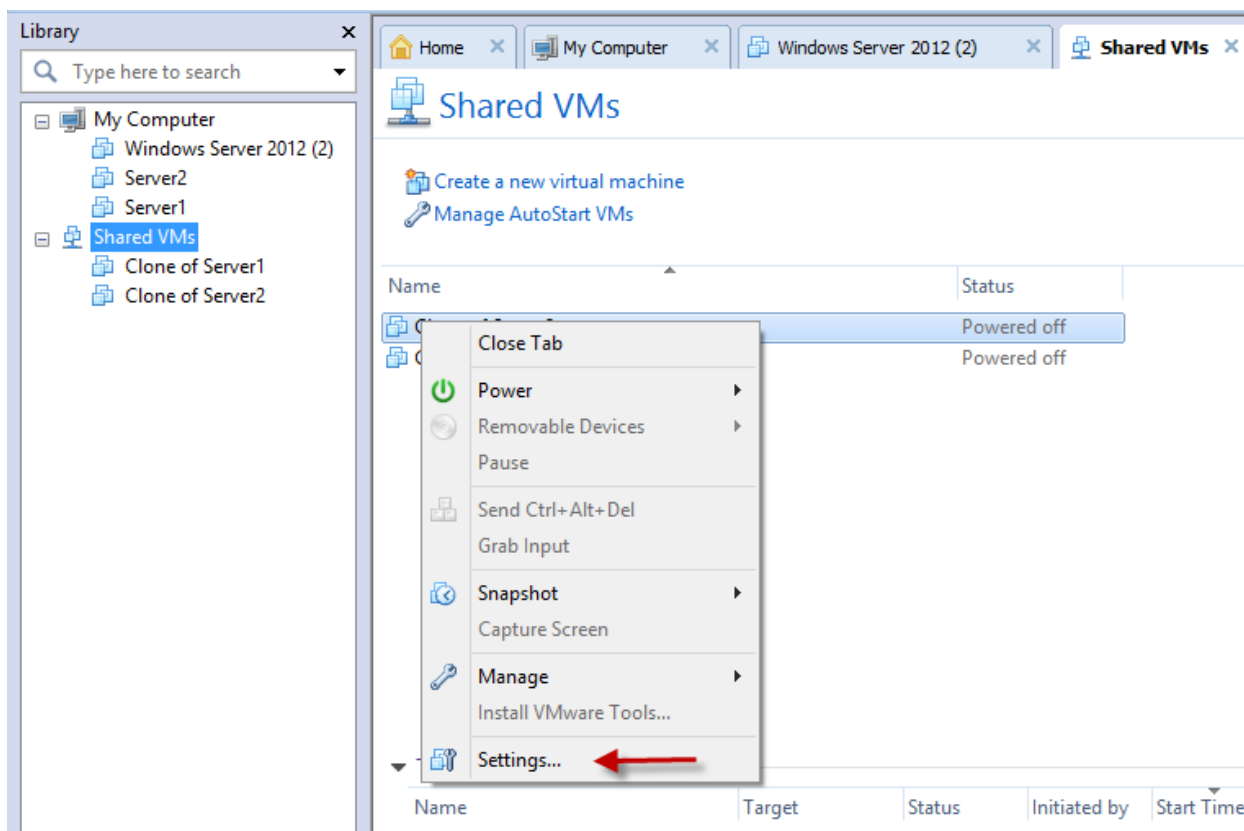 Library
Type here to search
My Computer
Windows Server 2012 (2)
Server2
Server1
Shared VMs
Clone of Server1
Clone of Server2
Home
My Computer
Windows Server 2012 (2)
Shared VMs
Shared VMs
Create a new virtual machine
Manage AutoStart VMs
Name Status
Powered off
Powered off
Close Tab
Power
Removable Devices
Pause
Send Ctrl+Alt+Del
Grab Input
Snapshot
Capture Screen
Manage
Install VMware Tools...
Settings...
Name Target Status Initiated by Start Time